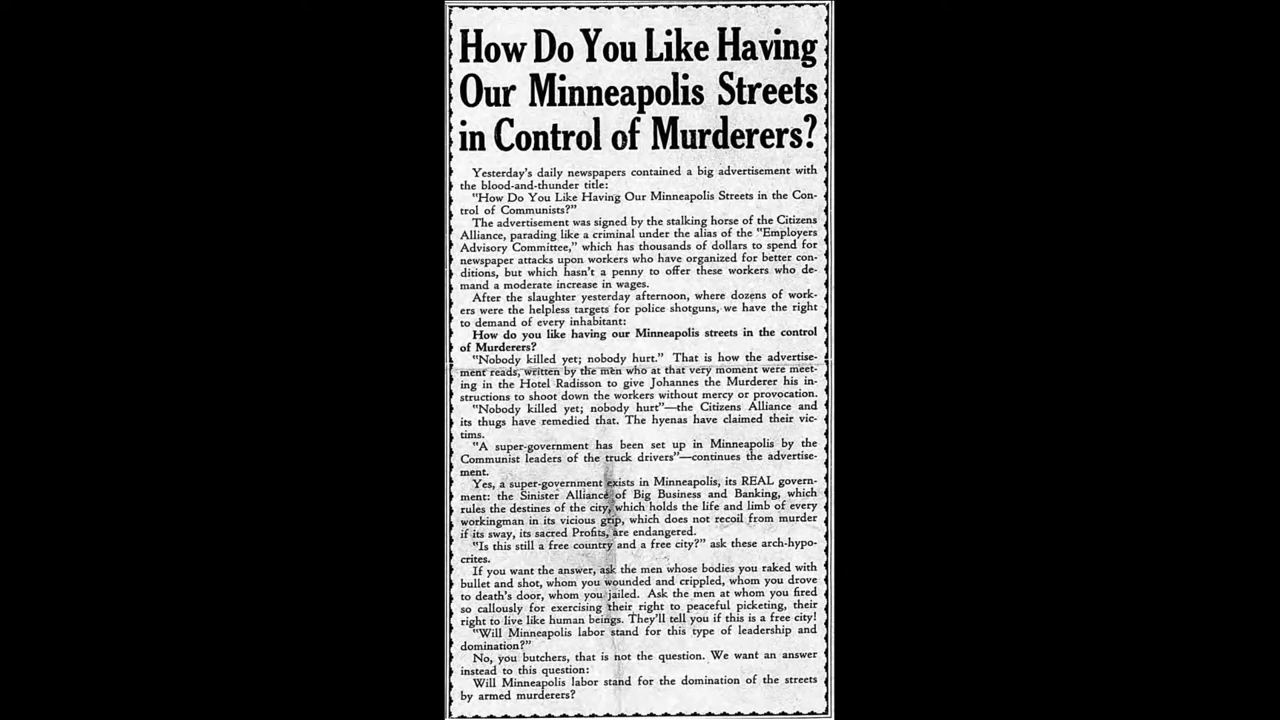 How Do You Like Having
Our Minneapolis Streets
in Control of Murderers?
Yesterday's daily newspapers contained a big advertisement with
the blood-and-thunder title:
"How Do You Like Having Our Minneapolis Streets in the Con-
trol of Communists?"
The advertisement was signed by the stalking horse of the Citizens
Alliance, parading like a criminal under the alias of the "Employers
Advisory Committee," which has thousands of dollars to spend for
newspaper attacks upon workers who have organized for better con-
ditions, but which hasn't a penny to offer these workers who de-
mand a moderate increase in wages.
After the slaughter yesterday afternoon, where dozens of work-
ers were the helpless targets for police shotguns, we have the right
to demand of every inhabitant:
How do you like having our Minneapolis streets in the control
of Murderers?
"Nobody killed yet; nobody hurt." That is how the advertise-
ment reads, written by the men who at that very moment were meet-
ing in the Hotel Radisson to give Johannes the Murderer his in-
structions to shoot down the workers without mercy or provocation.
"Nobody killed yet; nobody hurt"—the Citizens Alliance and
its thugs have remedied that. The hyenas have claimed their vic-
tims.
"A super-government has been set up in Minneapolis by the
Communist leaders of the truck drivers"—continues the advertise-
ment.
Yes, a super-government exists in Minneapolis, its REAL govern-
ment: the Sinister Alliance of Big Business and Banking, which
rules the destines of the city, which holds the life and limb of every
workingman in its vicious grip, which does not recoil from murder
if its sway, its sacred Profits, are endangered.
"Is this still a free country and a free city?" ask these arch-hypo-
crites.
If you want the answer, ask the men whose bodies you raked with
bullet and shot, whom you wounded and crippled, whom you drove
to death's door, whom you jailed. Ask the men at whom you fired
so callously for exercising their right to peaceful picketing, their
right to live like human beings. They'll tell you if this is a free city!
"Will Minneapolis labor stand for this type of leadership and
domination?"
No, you butchers, that is not the question. We want an answer
instead to this question:
Will Minneapolis labor stand for the domination of the streets
by armed murderers?